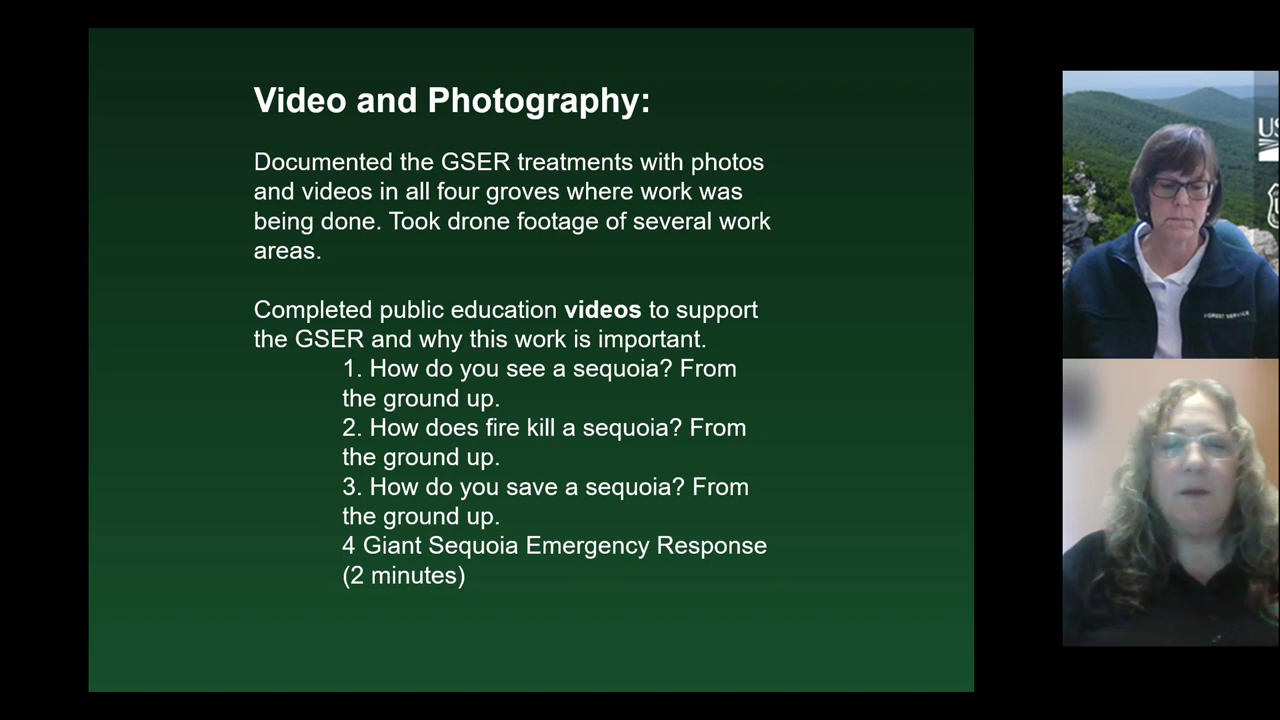 Video and Photography:
Documented the GSER treatments with photos
and videos in all four groves where work was
being done. Took drone footage of several work
areas.
Completed public education videos to support
the GSER and why this work is important.
1. How do you see a sequoia? From
the ground up.
2. How does fire kill a sequoia? From
the ground up.
3. How do you save a sequoia? From
the ground up.
4 Giant Sequoia Emergency Response
(2 minutes)
US